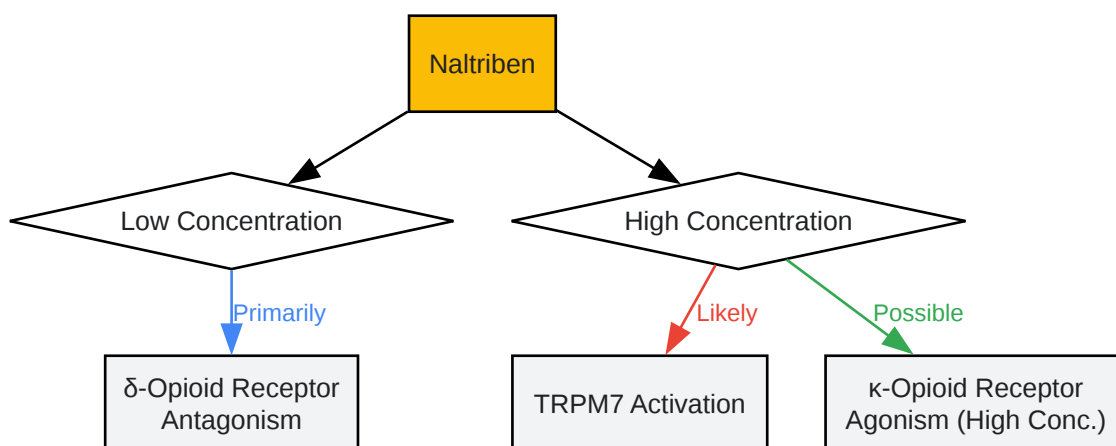 Naltriben
Low Concentration
High Concentration
Primarily
Likely
Possible
δ-Opioid Receptor
Antagonism
TRPM7 Activation
κ-Opioid Receptor
Agonism (High Conc.)